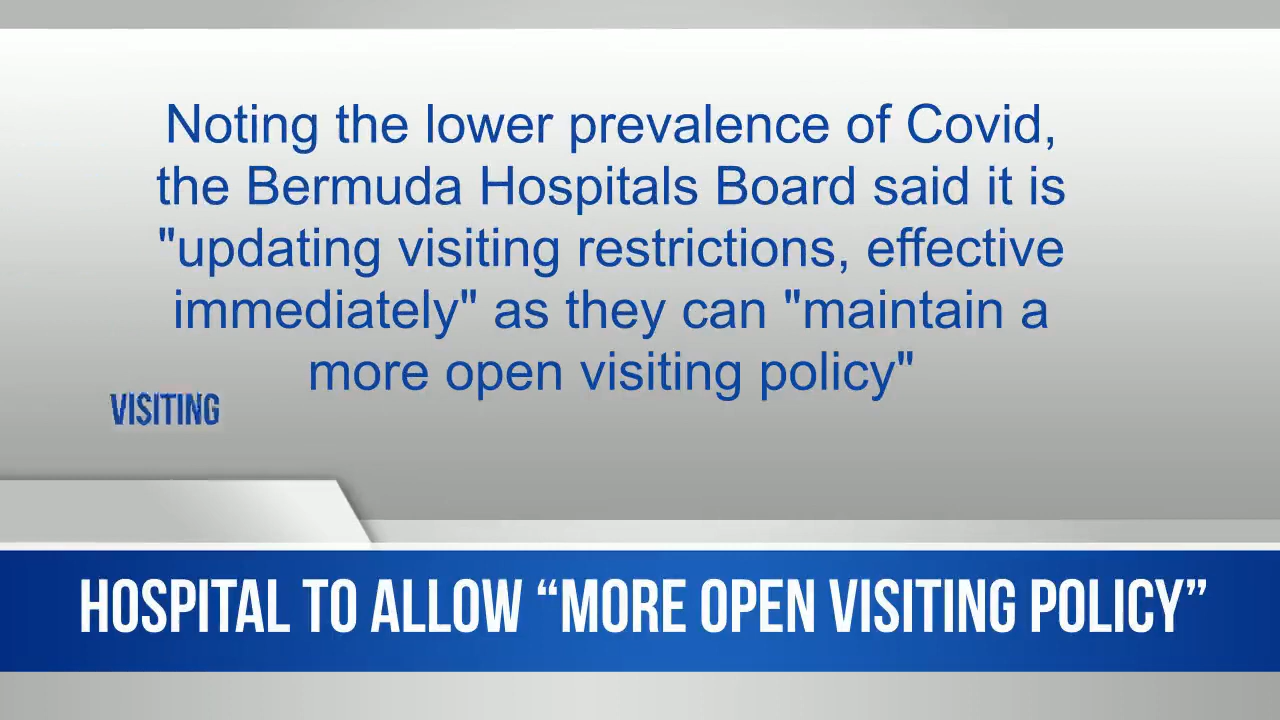 Noting the lower prevalence of Covid,
the Bermuda Hospitals Board said it is
"updating visiting restrictions, effective
immediately" as they can "maintain a
more open visiting policy"
VISITING
HOSPITAL TO ALLOW “MORE OPEN VISITING POLICY”